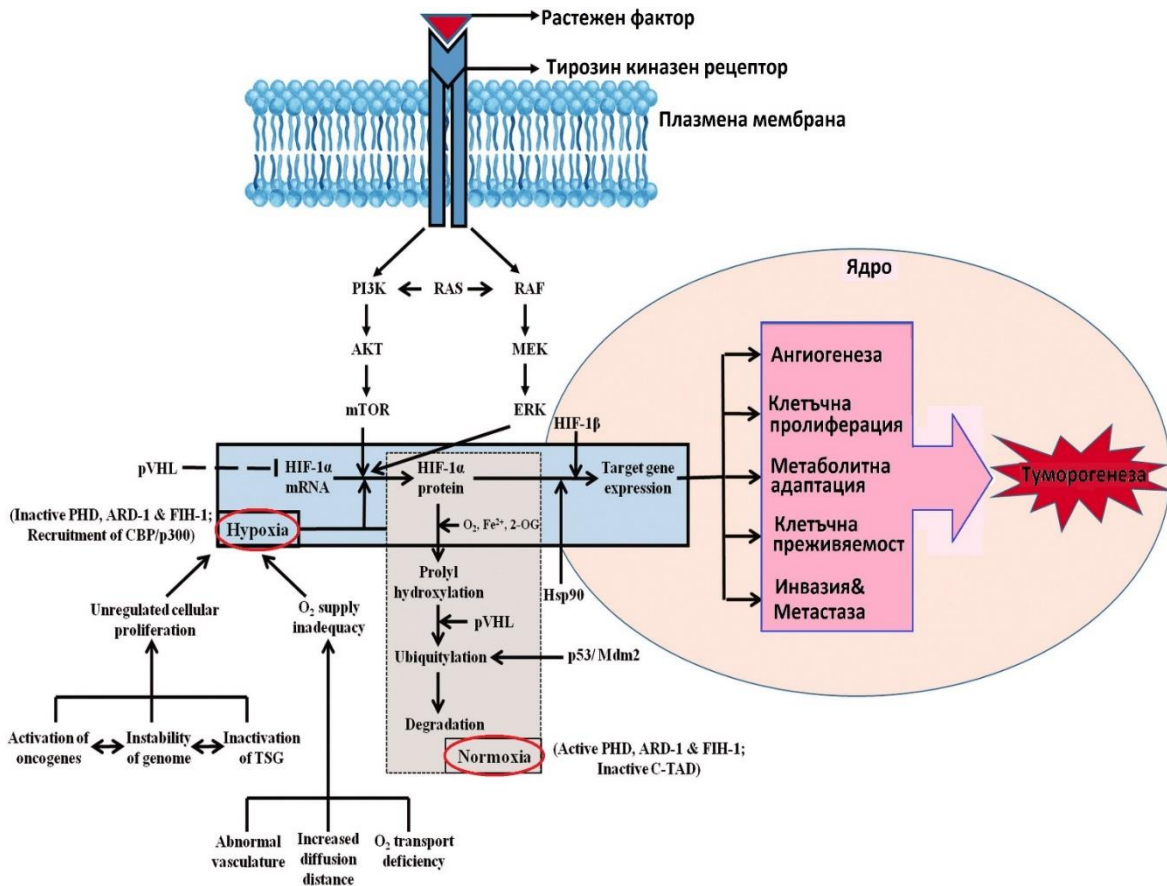 Растежен фактор
Тирозин киназен рецептор
Плазмена мембрана
Ядро
PI3K
RAS
RAF
AKT
MEK
mTOR
ERK
HIF-1β
pVHL
HIF-1α
mRNA
HIF-1α
protein
Target gene
expression
(Inactive PHD, ARD-1 & FIH-1;
Recruitment of CBP/p300)
Hypoxia
O₂, Fe²⁺, 2-OG
Prolyl
hydroxylation
Hsp90
Unregulated cellular
proliferation
O₂ supply
inadequacy
pVHL
Ubiquitylation
p53/Mdm2
Degradation
Normoxia
(Active PHD, ARD-1 & FIH-1;
Inactive C-TAD)
Activation of
oncogenes
Instability
of genome
Inactivation
of TSG
Abnormal
vasculature
Increased
diffusion
distance
O₂ transport
deficiency
Ангиогенеза
Клетъчна
пролиферация
Метаболитна
адаптация
Клетъчна
преживяемост
Инвазия&
Метастаза
Туморогенеза